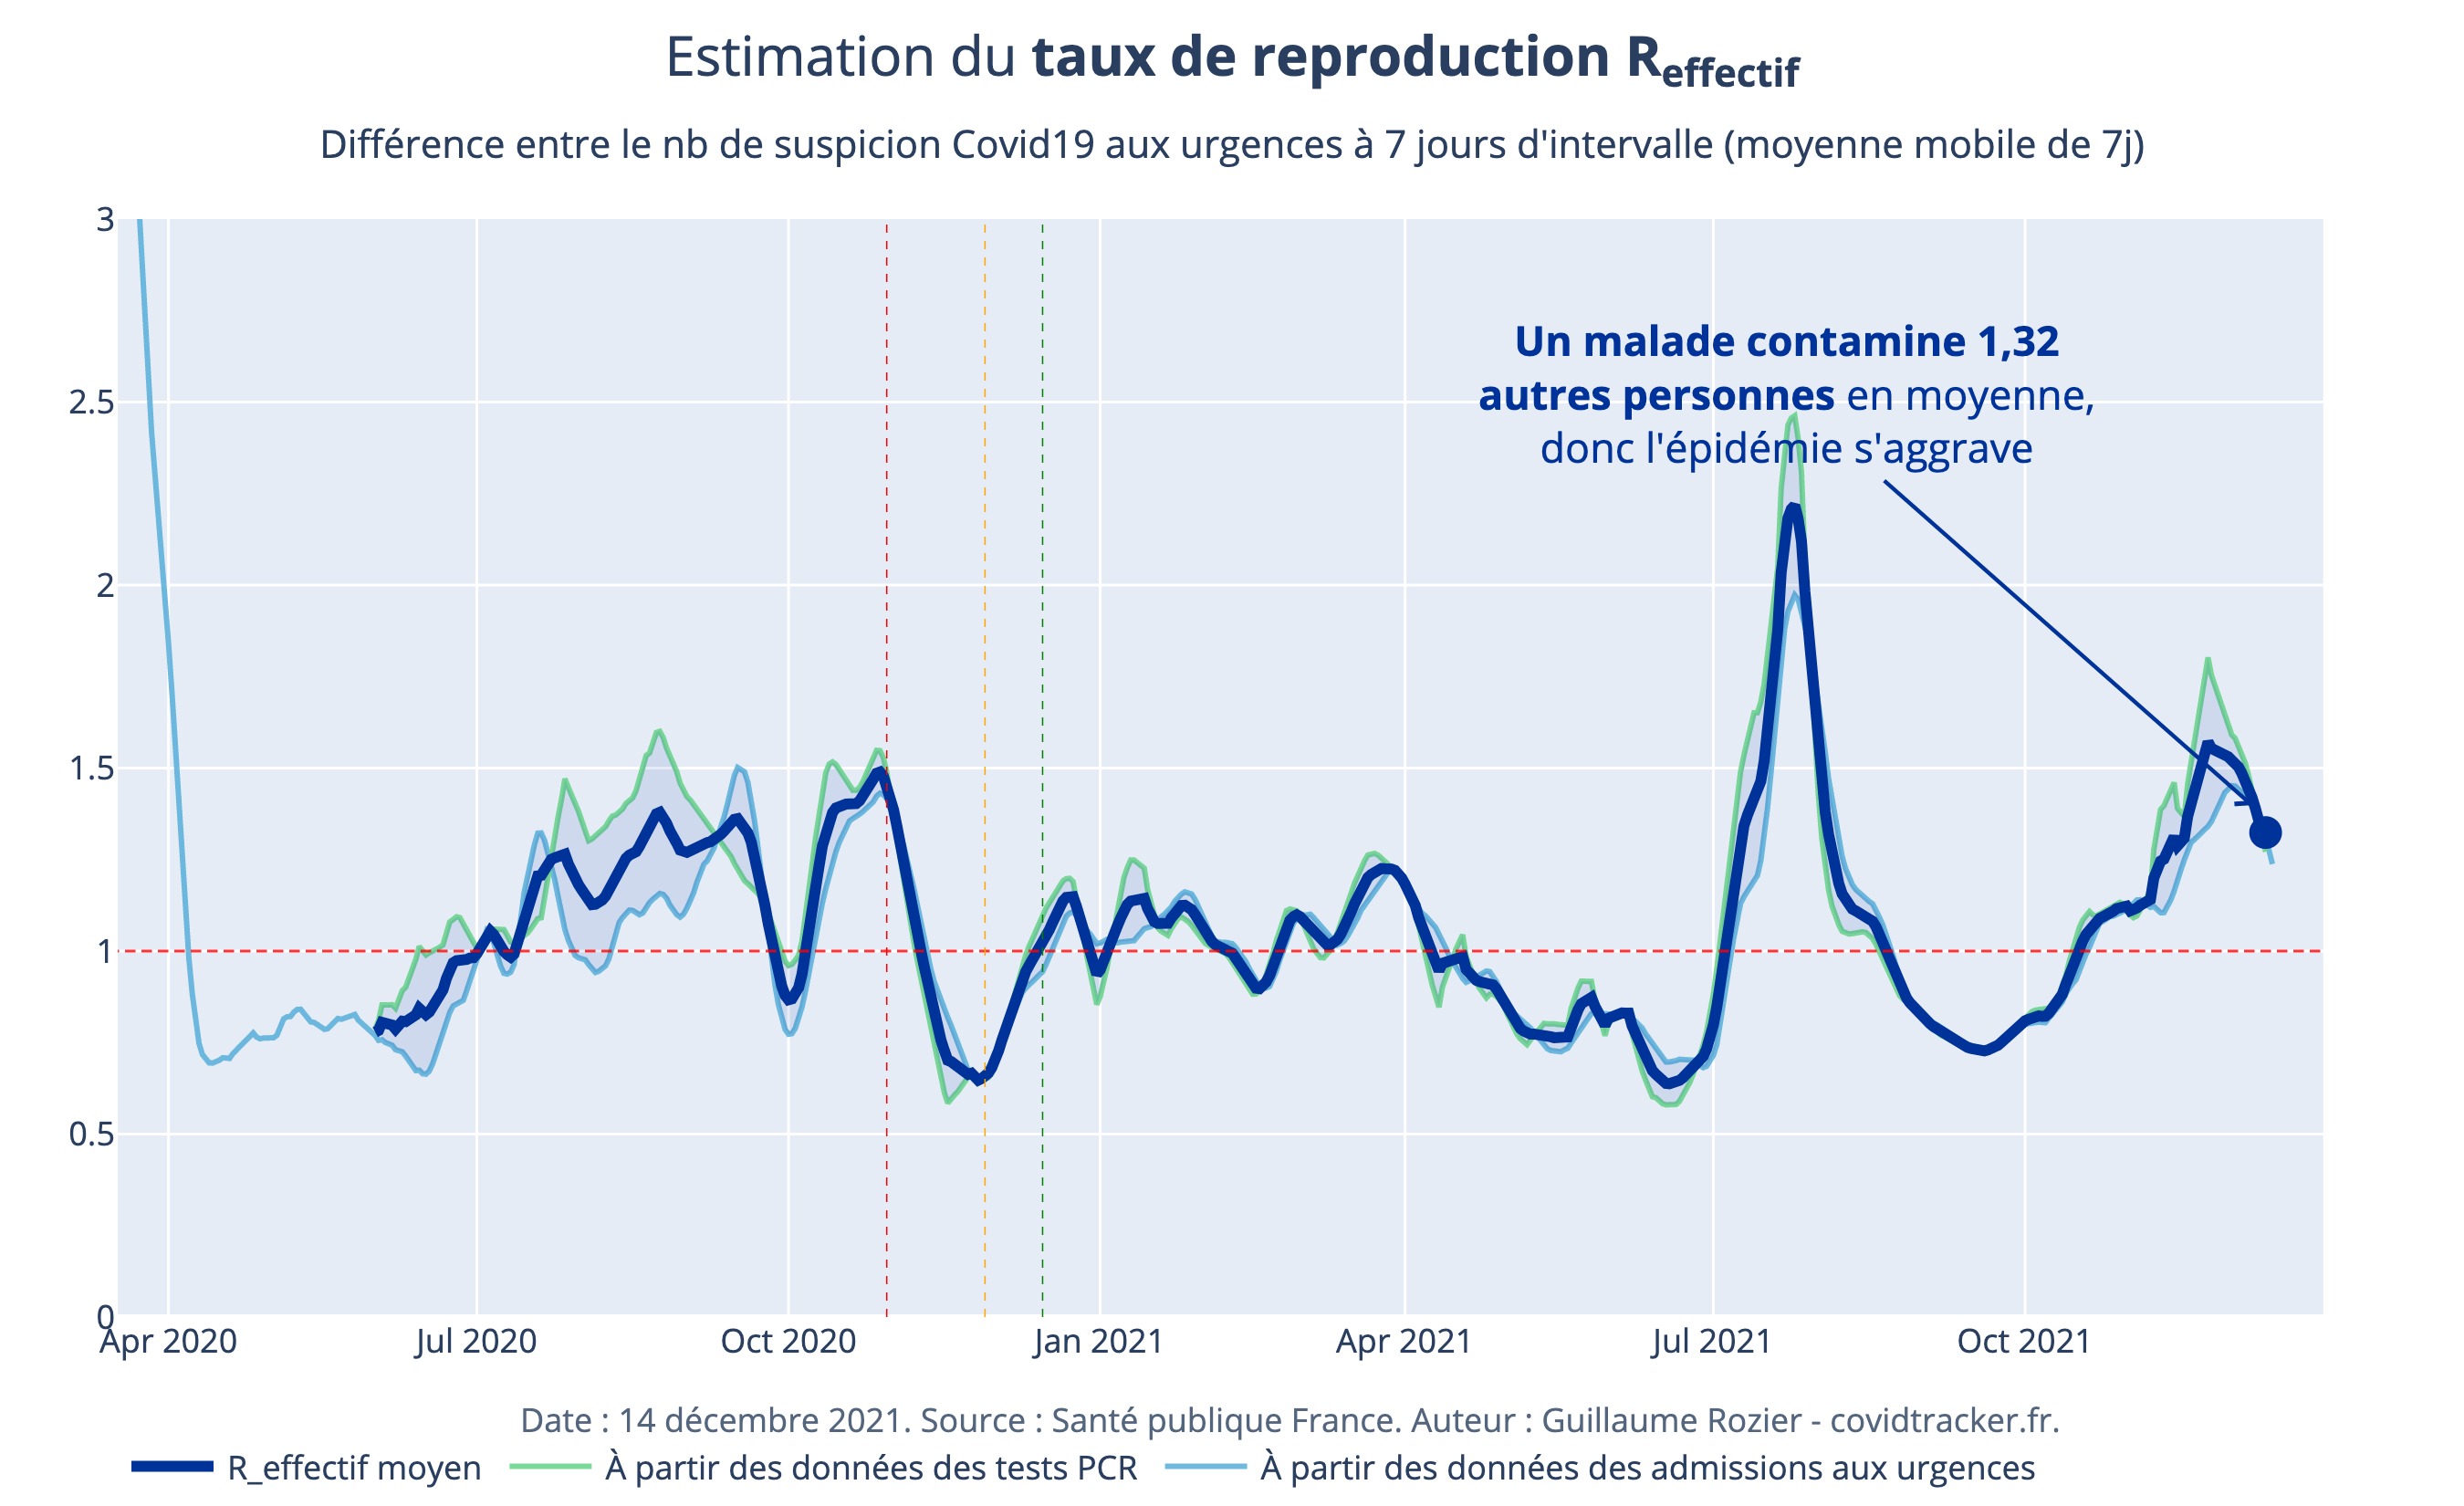 Estimation du taux de reproduction Reffectif
Différence entre le nb de suspicion Covid19 aux urgences à 7 jours d'intervalle (moyenne mobile de 7j)
3
2.5
2
1.5
1
0.5
0
Un malade contamine 1,32
autres personnes en moyenne,
donc l'épidémie s'aggrave
Apr 2020 Jul 2020 Oct 2020 Jan 2021 Apr 2021 Jul 2021 Oct 2021
Date : 14 décembre 2021. Source : Santé publique France. Auteur : Guillaume Rozier - covidtracker.fr.
R_effectif moyen À partir des données des tests PCR À partir des données des admissions aux urgences